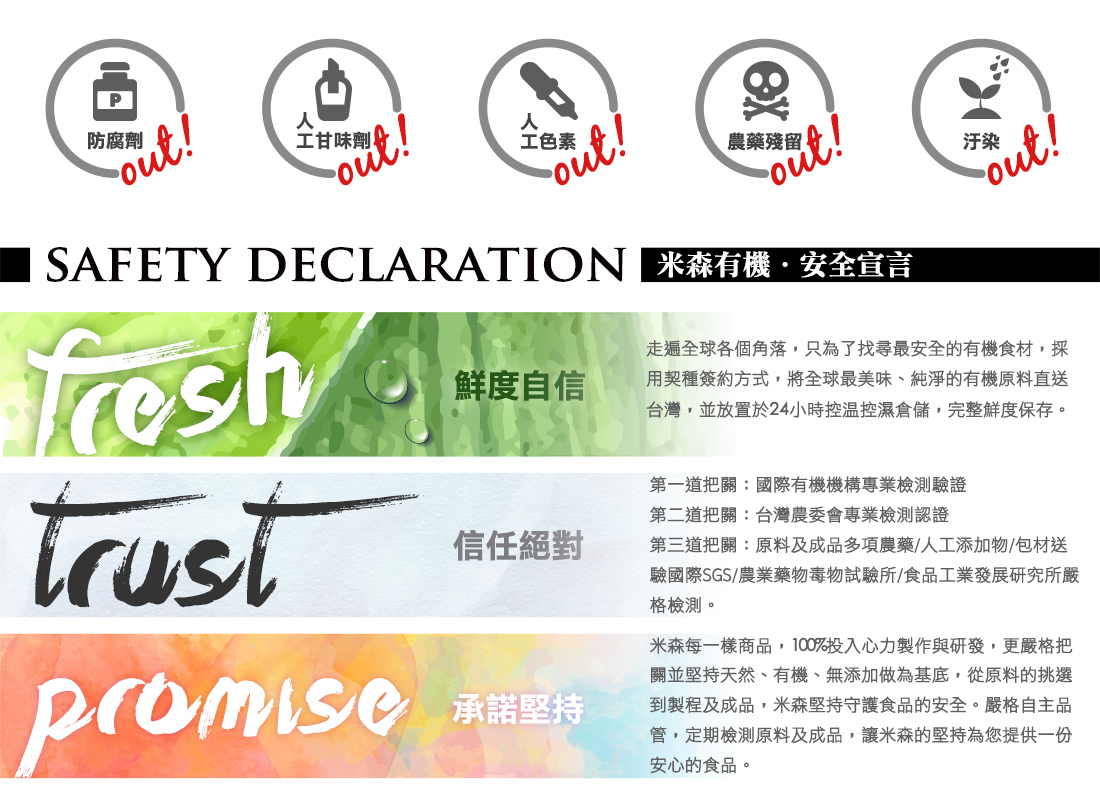 P
防腐劑
out!
人
工甘味劑
out!
人
工色素
out!
農藥殘留
out!
汙染
out!
SAFETY DECLARATION 米森有機・安全宣言
fresh
鮮度自信
走遍全球各個角落，只為了找尋最安全的有機食材，採
用契種簽約方式，將全球最美味、純淨的有機原料直送
台灣，並放置於24小時控温控濕倉儲，完整鮮度保存。
trust
信任絕對
第一道把關：國際有機機構專業檢測驗證
第二道把關：台灣農委會專業檢測認證
第三道把關：原料及成品多項農藥/人工添加物/包材送
驗國際SGS/農業藥物毒物試驗所/食品工業發展研究所嚴
格檢測。
promise
承諾堅持
米森每一樣商品，100%投入心力製作與研發，更嚴格把
關並堅持天然、有機、無添加做為基底，從原料的挑選
到製程及成品，米森堅持守護食品的安全。嚴格自主品
管，定期檢測原料及成品，讓米森的堅持為您提供一份
安心的食品。